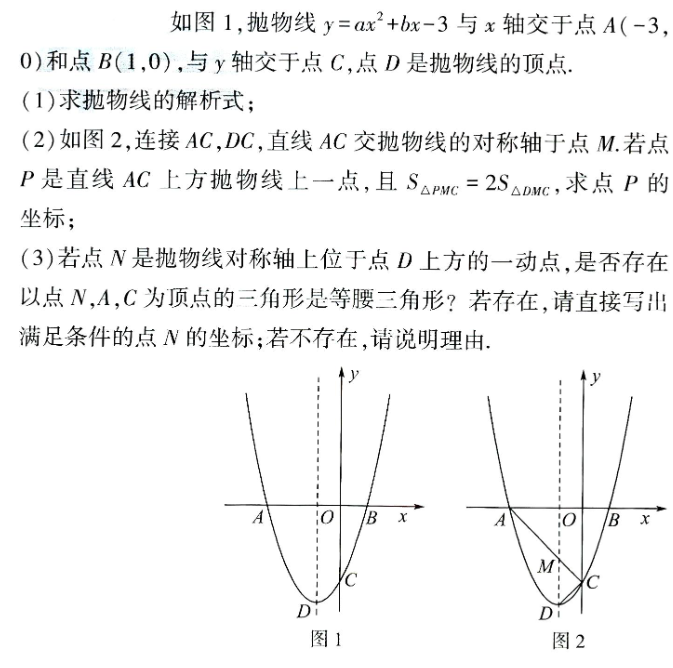 如图1,抛物线 y=ax²+bx-3 与 x 轴交于点 A(-3,
0)和点 B(1,0),与 y 轴交于点 C,点 D 是抛物线的顶点.
(1)求抛物线的解析式;
(2)如图2,连接 AC,DC,直线 AC 交抛物线的对称轴于点 M.若点
P 是直线 AC 上方抛物线上一点,且 S△PMC = 2S△DMC,求点 P 的
坐标;
(3)若点 N 是抛物线对称轴上位于点 D 上方的一动点,是否存在
以点 N,A,C 为顶点的三角形是等腰三角形? 若存在,请直接写出
满足条件的点 N 的坐标;若不存在,请说明理由.
y
A O B x
C
D
图1
y
A O B x
M
C
D
图2